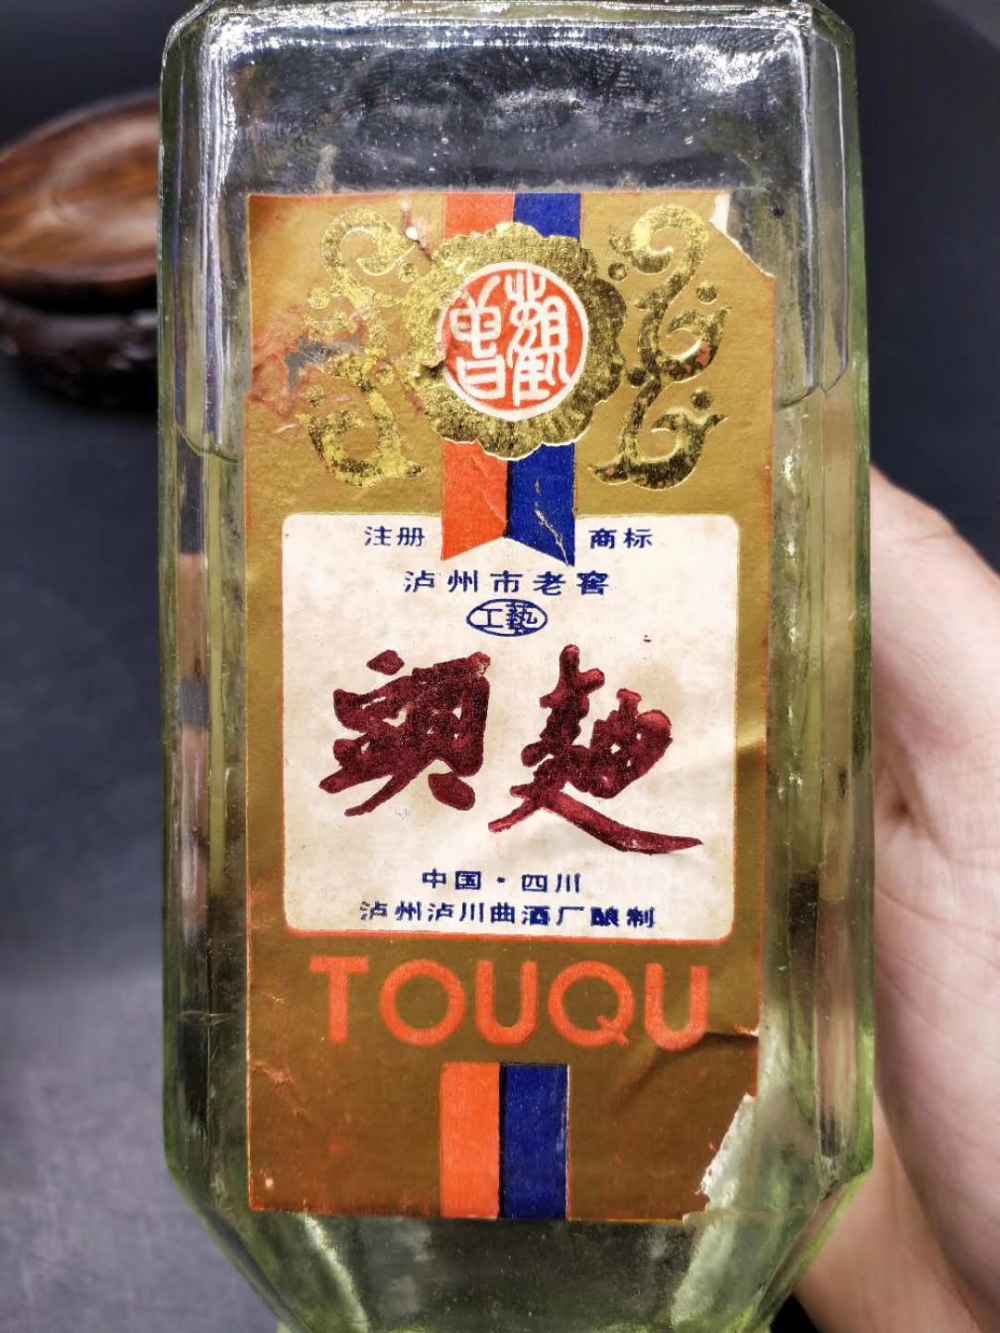 注册 商标
泸州市老窖
工藝
頭麯
中国·四川
泸州泸川曲酒厂酿制
TOUQU